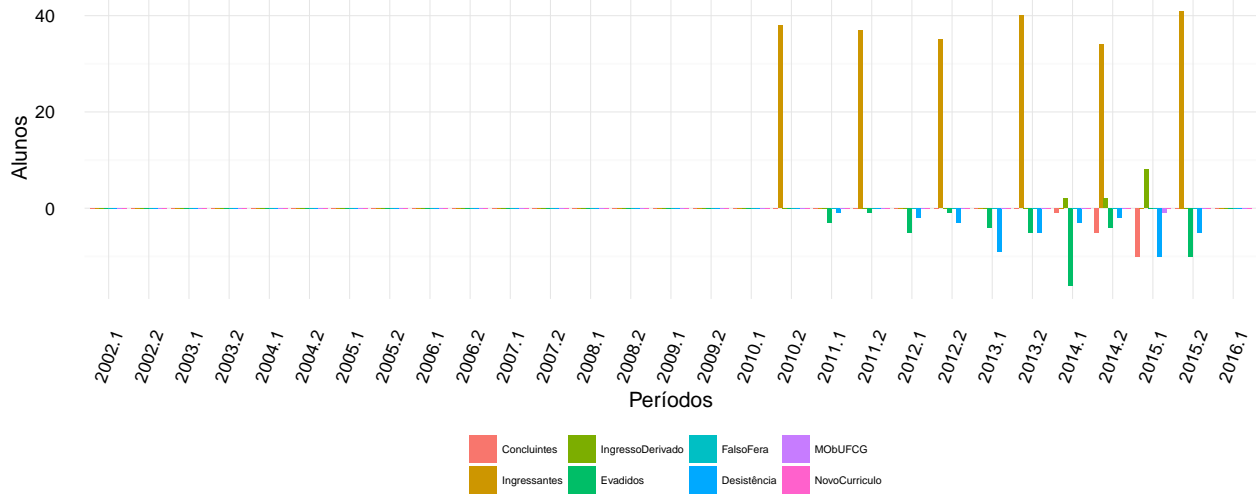 40
20
0
Alunos
2002.1 2002.2 2003.1 2003.2 2004.1 2004.2 2005.1 2005.2 2006.1 2006.2 2007.1 2007.2 2008.1 2008.2 2009.1 2009.2 2010.1 2010.2 2011.1 2011.2 2012.1 2012.2 2013.1 2013.2 2014.1 2014.2 2015.1 2015.2 2016.1
Períodos
Concluintes IngressoDerivado FalsoFera MObUFCG
Ingressantes Evadidos Desistência NovoCurriculo